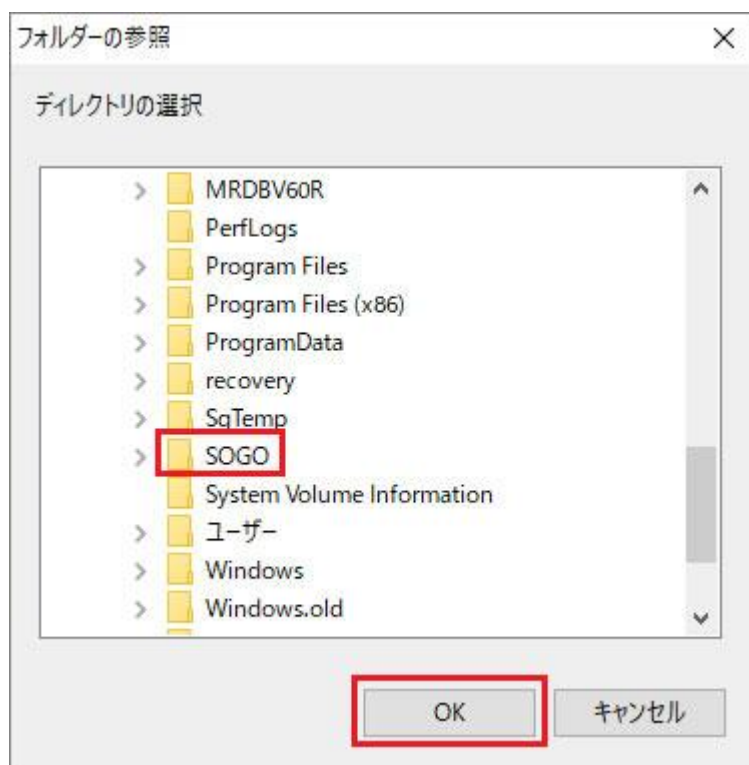 フォルダーの参照
ディレクトリの選択
MRDBV60R
PerfLogs
Program Files
Program Files (x86)
ProgramData
recovery
SqTemp
SOGO
System Volume Information
ユーザー
Windows
Windows.old
OK キャンセル